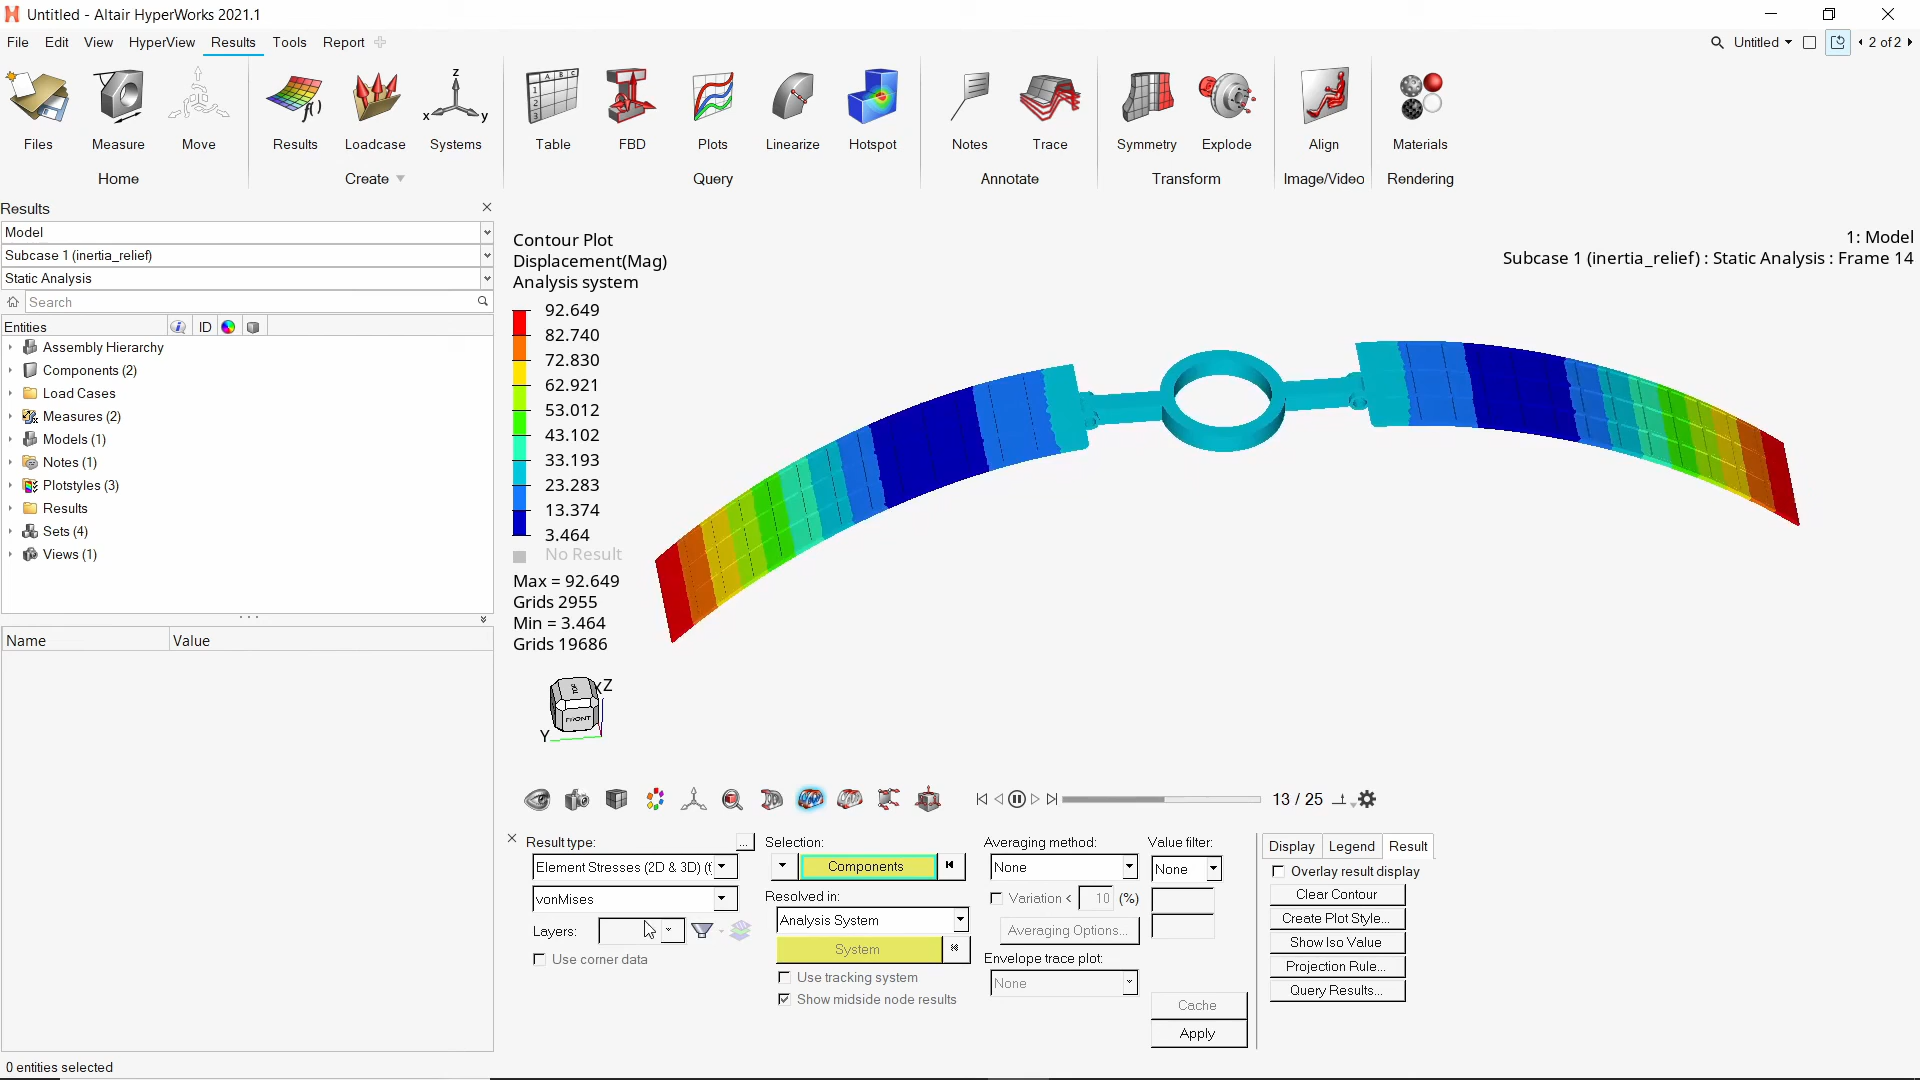 Untitled - Altair HyperWorks 2021.1
File Edit View HyperView Results Tools Report
Untitled 2 of 2
Files Measure Move Results Loadcase Systems Table FBD Plots Linearize Hotspot Notes Trace Symmetry Explode Align Materials
Home Create Query Annotate Transform Image/Video Rendering
Results
Model
Subcase 1 (inertia_relief)
Static Analysis
Search
Entities ID
Assembly Hierarchy
Components (2)
Load Cases
Measures (2)
Models (1)
Notes (1)
Plotstyles (3)
Results
Sets (4)
Views (1)
Name Value
0 entities selected
Contour Plot
Displacement(Mag)
Analysis system
92.649
82.740
72.830
62.921
53.012
43.102
33.193
23.283
13.374
3.464
No Result
Max = 92.649
Grids 2955
Min = 3.464
Grids 19686
1: Model
Subcase 1 (inertia_relief) : Static Analysis : Frame 14
X Z
FRONT
Y
13 / 25
Result type: ...
Element Stresses (2D & 3D) (t
vonMises
Layers:
Use corner data
Selection:
Components
Resolved in:
Analysis System
System
Use tracking system
Show midside node results
Averaging method:
None
Variation < 10 (%)
Averaging Options...
Envelope trace plot:
None
Value filter:
None
Cache
Apply
Display Legend Result
Overlay result display
Clear Contour
Create Plot Style...
Show Iso Value
Projection Rule...
Query Results...